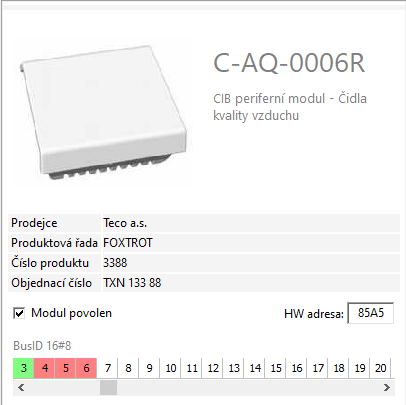 C-AQ-0006R
CIB periferní modul - Čidla
kvality vzduchu
Prodejce Teco a.s.
Produktová řada FOXTROT
Číslo produktu 3388
Objednací číslo TXN 133 88
Modul povolen HW adresa: 85A5
BusID 16#8
3 4 5 6 7 8 9 10 11 12 13 14 15 16 17 18 19 20